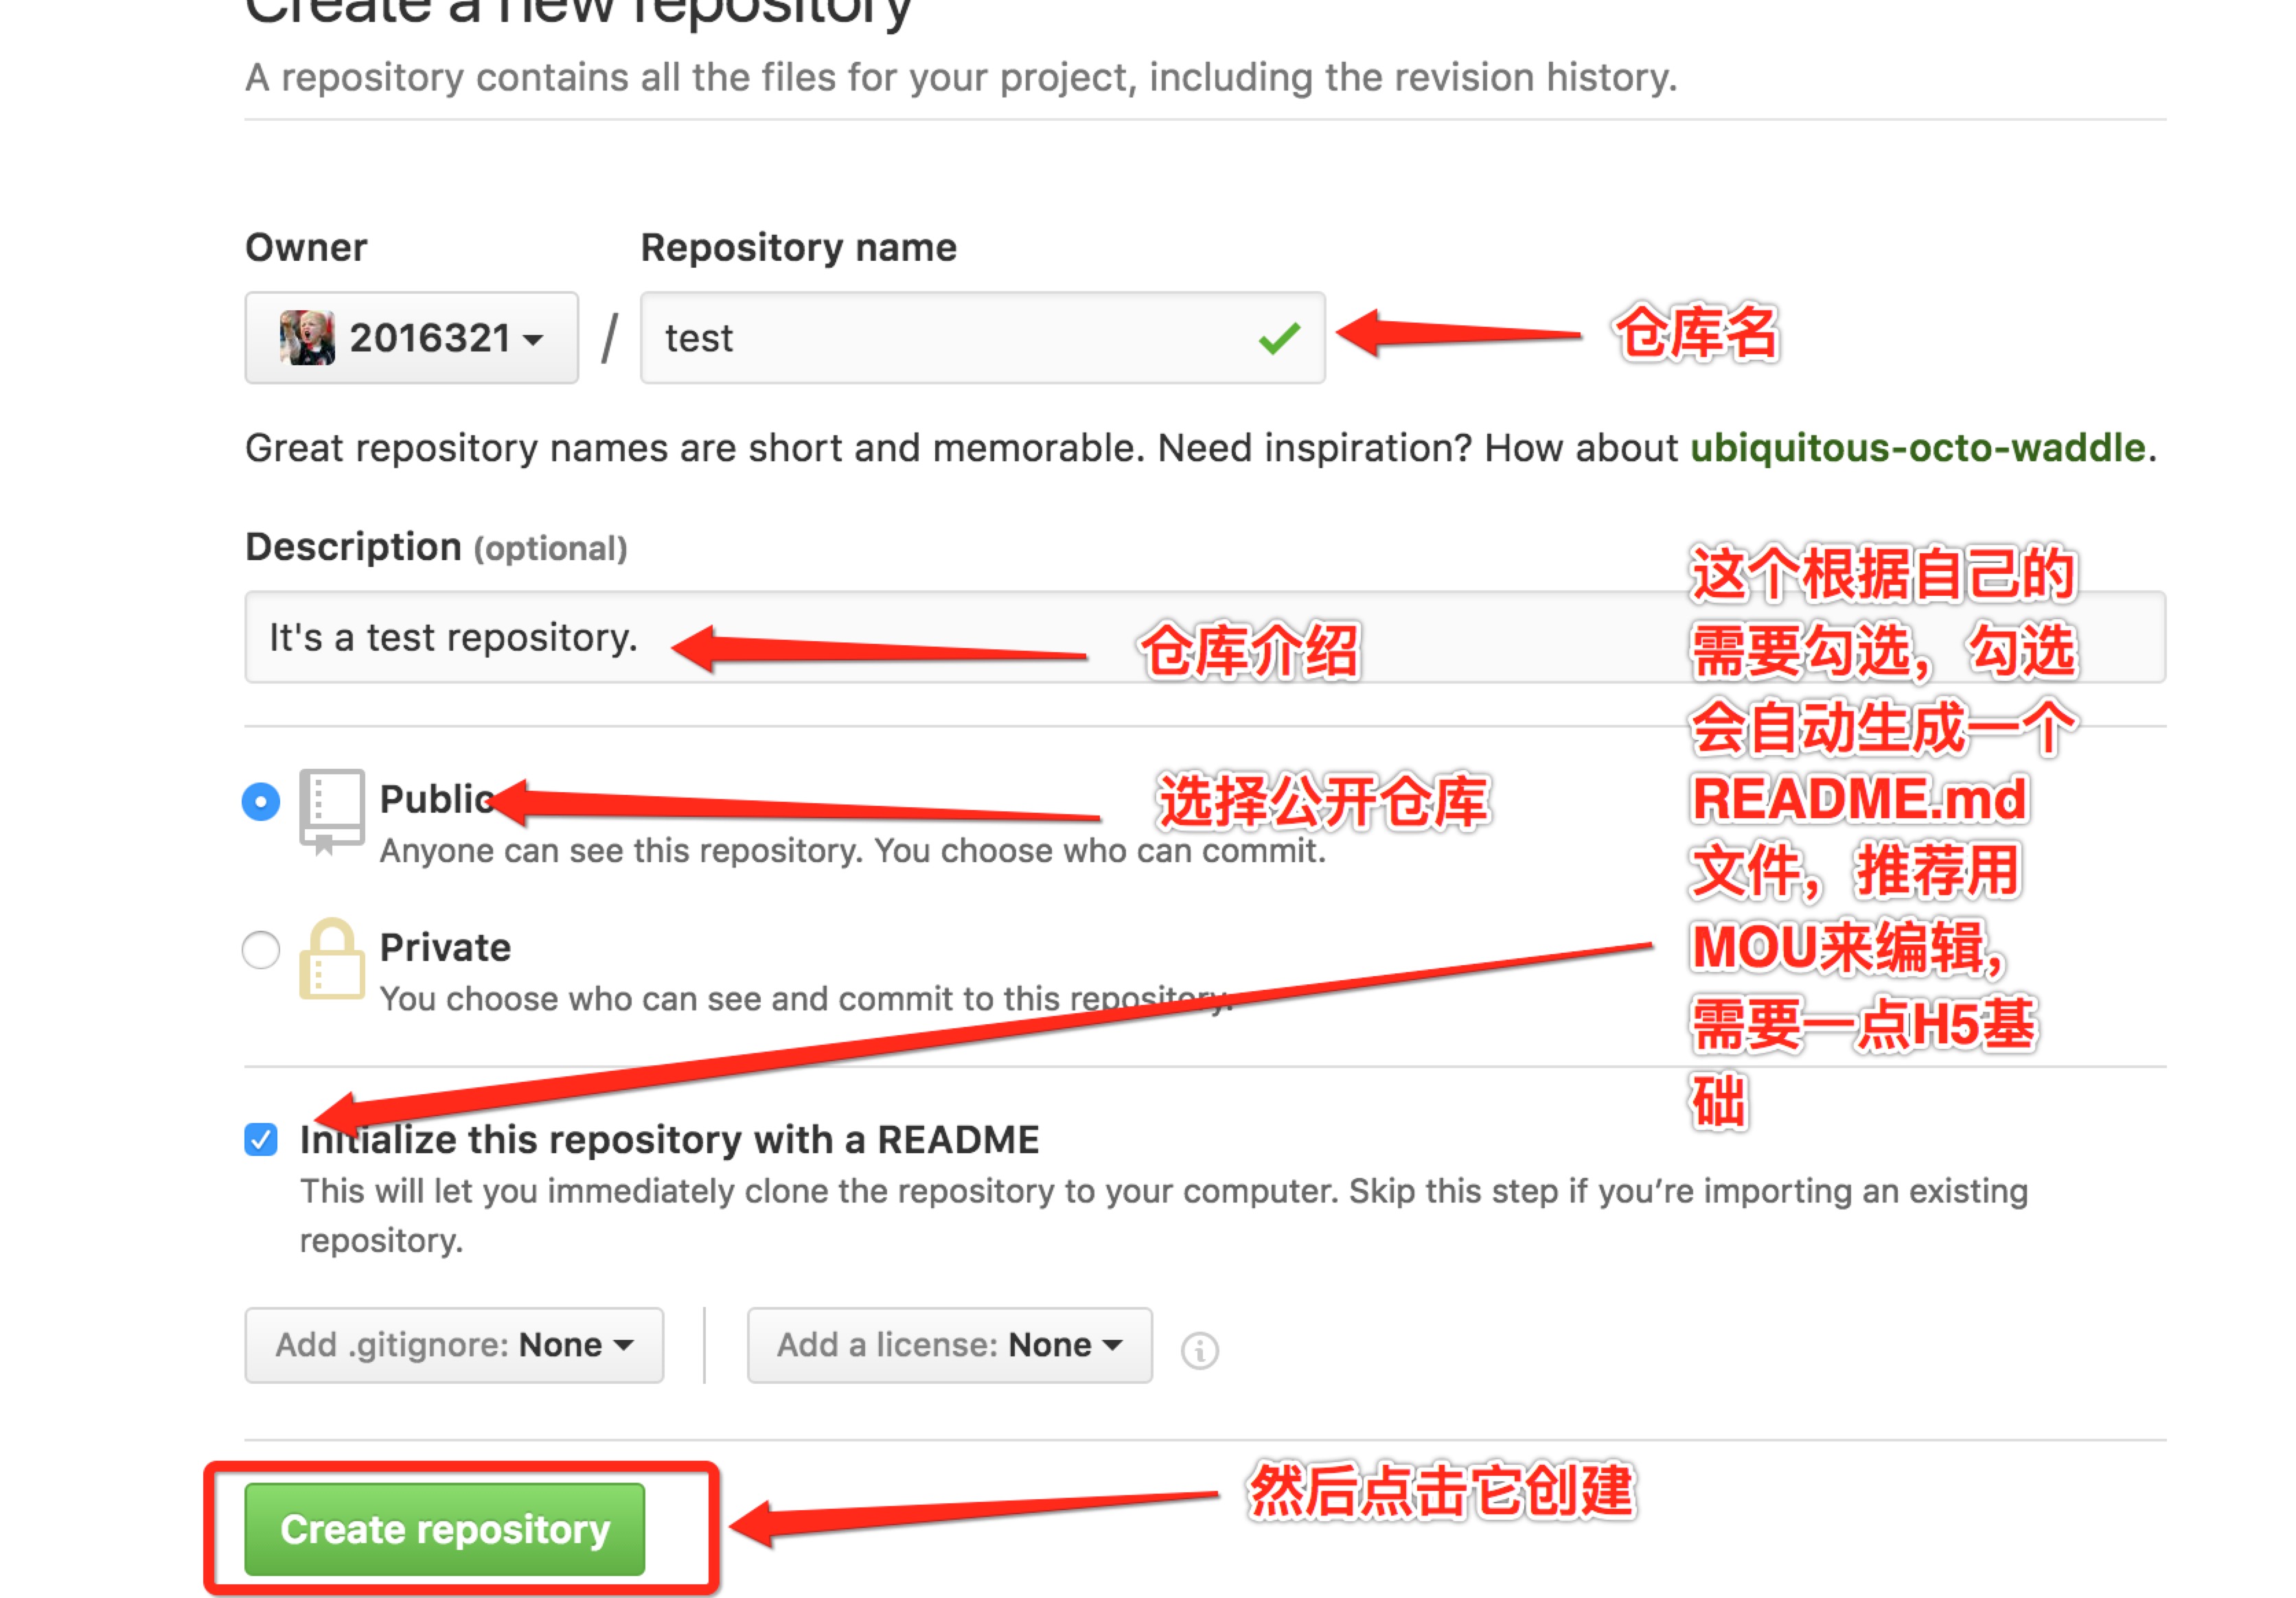 Create a new repository
A repository contains all the files for your project, including the revision history.
Owner
Repository name
2016321
/
test
仓库名
Great repository names are short and memorable. Need inspiration? How about ubiquitous-octo-waddle.
Description (optional)
It's a test repository.
仓库介绍
这个根据自己的
需要勾选，勾选
会自动生成一个
README.md
文件，推荐用
MOU来编辑，
需要一点H5基
础
Public
选择公开仓库
Anyone can see this repository. You choose who can commit.
Private
You choose who can see and commit to this repository.
Initialize this repository with a README
This will let you immediately clone the repository to your computer. Skip this step if you’re importing an existing
repository.
Add .gitignore: None
Add a license: None
Create repository
然后点击它创建